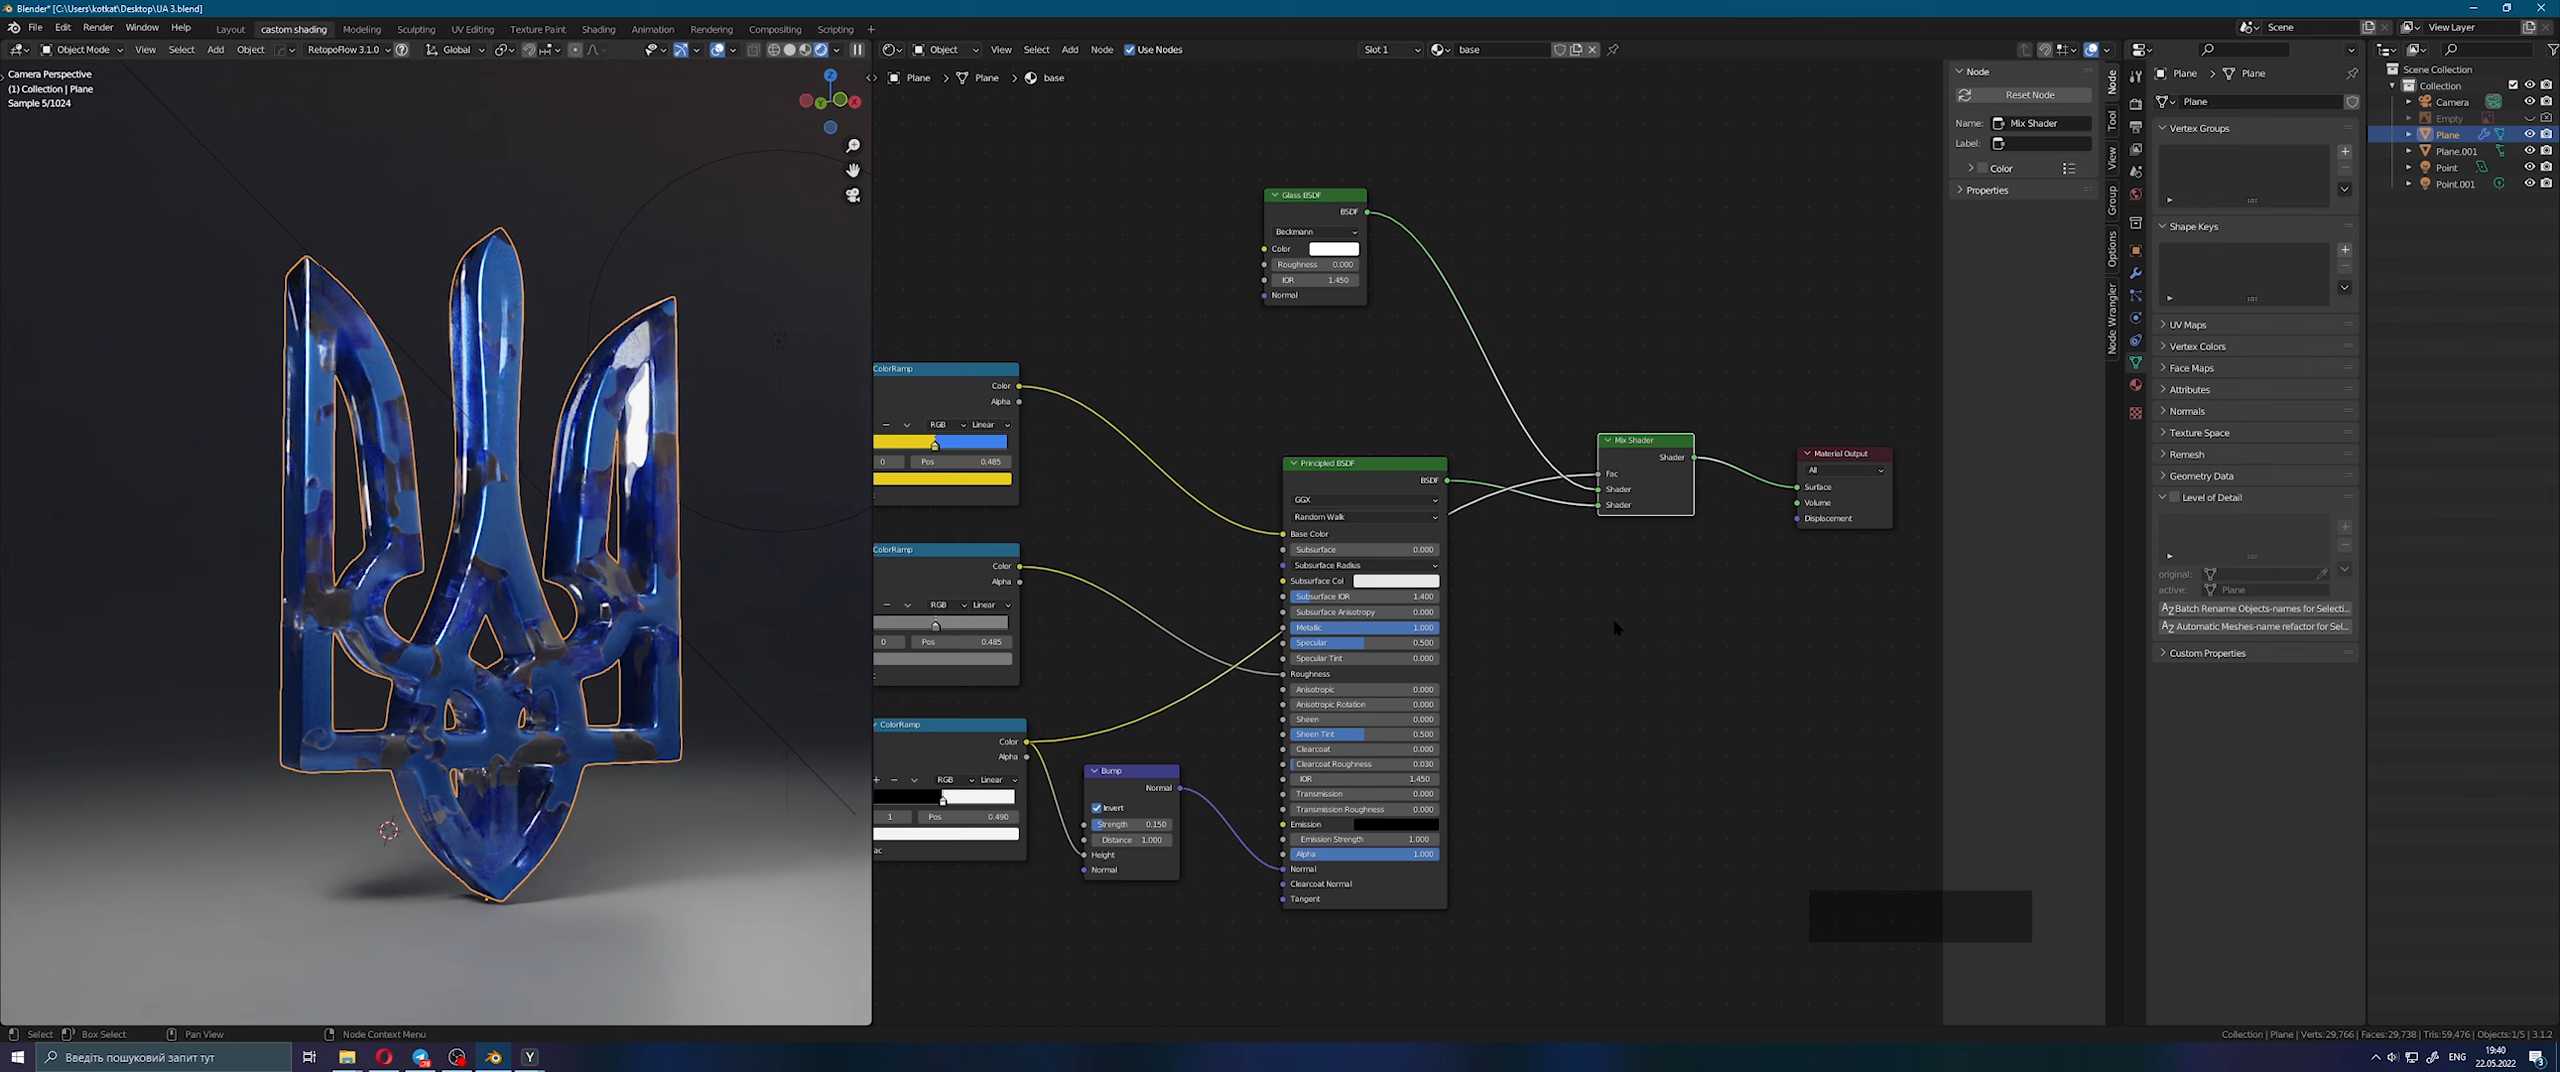 Blender* [C:\Users\kotkat\Desktop\UA 3.blend]
File Edit Render Window Help Layout castom shading Modeling Sculpting UV Editing Texture Paint Shading Animation Rendering Compositing Scripting + Scene View Layer
Object Mode View Select Add Object RetopoFlow 3.1.0 Global Object View Select Add Node Use Nodes Slot 1 base
Camera Perspective
(1) Collection | Plane
Sample 5/1024
Z
Y
X
Plane > Plane > base
Glass BSDF
BSDF
Beckmann
Color
Roughness 0.000
IOR 1.450
Normal
ColorRamp
Color
Alpha
RGB Linear
0 Pos 0.485
ColorRamp
Color
Alpha
RGB Linear
0 Pos 0.485
ColorRamp
Color
Alpha
RGB Linear
1 Pos 0.490
ac
Bump
Normal
Invert
Strength 0.150
Distance 1.000
Height
Normal
Principled BSDF
BSDF
GGX
Random Walk
Base Color
Subsurface 0.000
Subsurface Radius
Subsurface Col
Subsurface IOR 1.400
Subsurface Anisotropy 0.000
Metallic 1.000
Specular 0.500
Specular Tint 0.000
Roughness
Anisotropic 0.000
Anisotropic Rotation 0.000
Sheen 0.000
Sheen Tint 0.500
Clearcoat 0.000
Clearcoat Roughness 0.030
IOR 1.450
Transmission 0.000
Transmission Roughness 0.000
Emission
Emission Strength 1.000
Alpha 1.000
Normal
Clearcoat Normal
Tangent
Mix Shader
Shader
Fac
Shader
Shader
Material Output
All
Surface
Volume
Displacement
Node
Reset Node
Name: Mix Shader
Label:
Color
Properties
Node
Tool
View
Group
Options
Node Wrangler
Plane > Plane
Plane
Vertex Groups
Shape Keys
UV Maps
Vertex Colors
Face Maps
Attributes
Normals
Texture Space
Remesh
Geometry Data
Level of Detail
original:
active: Plane
Batch Rename Objects-names for Selecti...
Automatic Meshes-name refactor for Sel...
Custom Properties
Scene Collection
Collection
Camera
Empty
Plane
Plane.001
Point
Point.001
Select Box Select Pan View Node Context Menu Collection | Plane | Verts:29,766 | Faces:29,738 | Tris:59,476 | Objects:1/5 | 3.1.2
Введіть пошуковий запит тут
ENG
19:40
22.05.2022
3